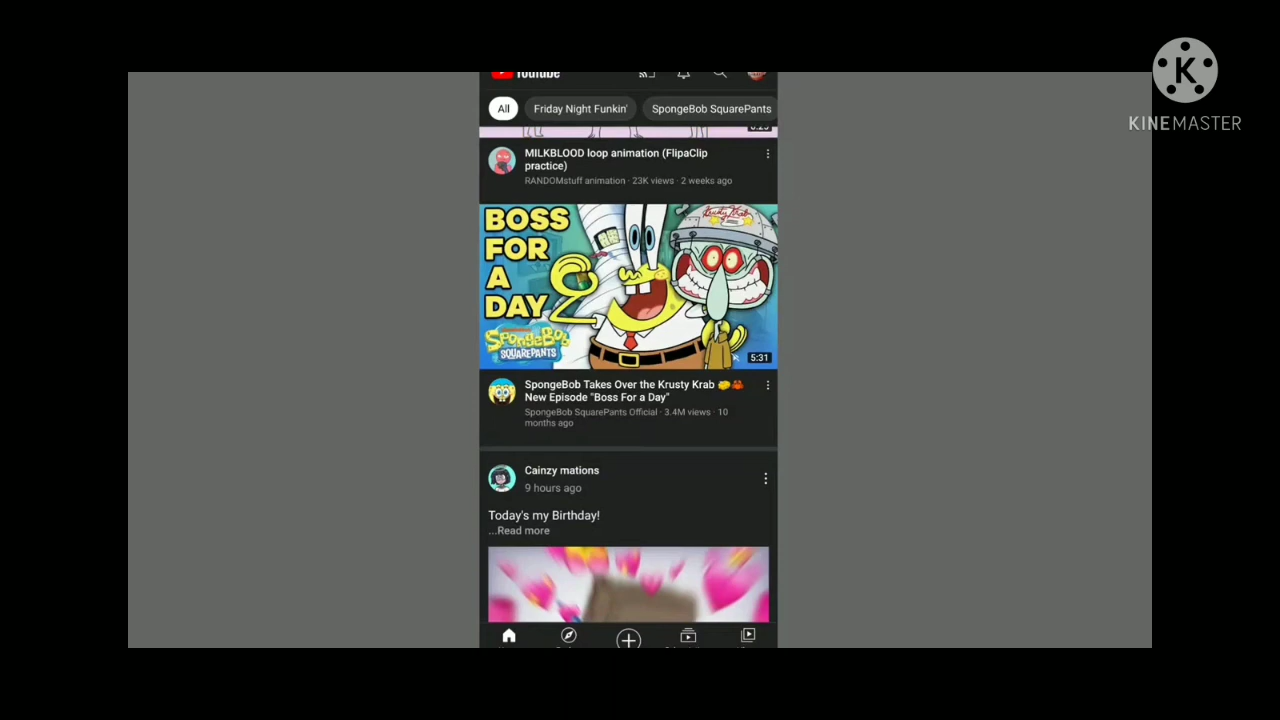 YouTube
All
Friday Night Funkin'
SpongeBob SquarePants
MILKBLOOD loop animation (FlipaClip
practice)
RANDOMstuff animation · 23K views · 2 weeks ago
BOSS
FOR
A
DAY
Krusty Krab
SPONGEBOB
SQUAREPANTS
5:31
SpongeBob Takes Over the Krusty Krab 🧽🦀
New Episode "Boss For a Day"
SpongeBob SquarePants Official · 3.4M views · 10
months ago
Cainzy mations
9 hours ago
Today's my Birthday!
...Read more
K
KINEMASTER